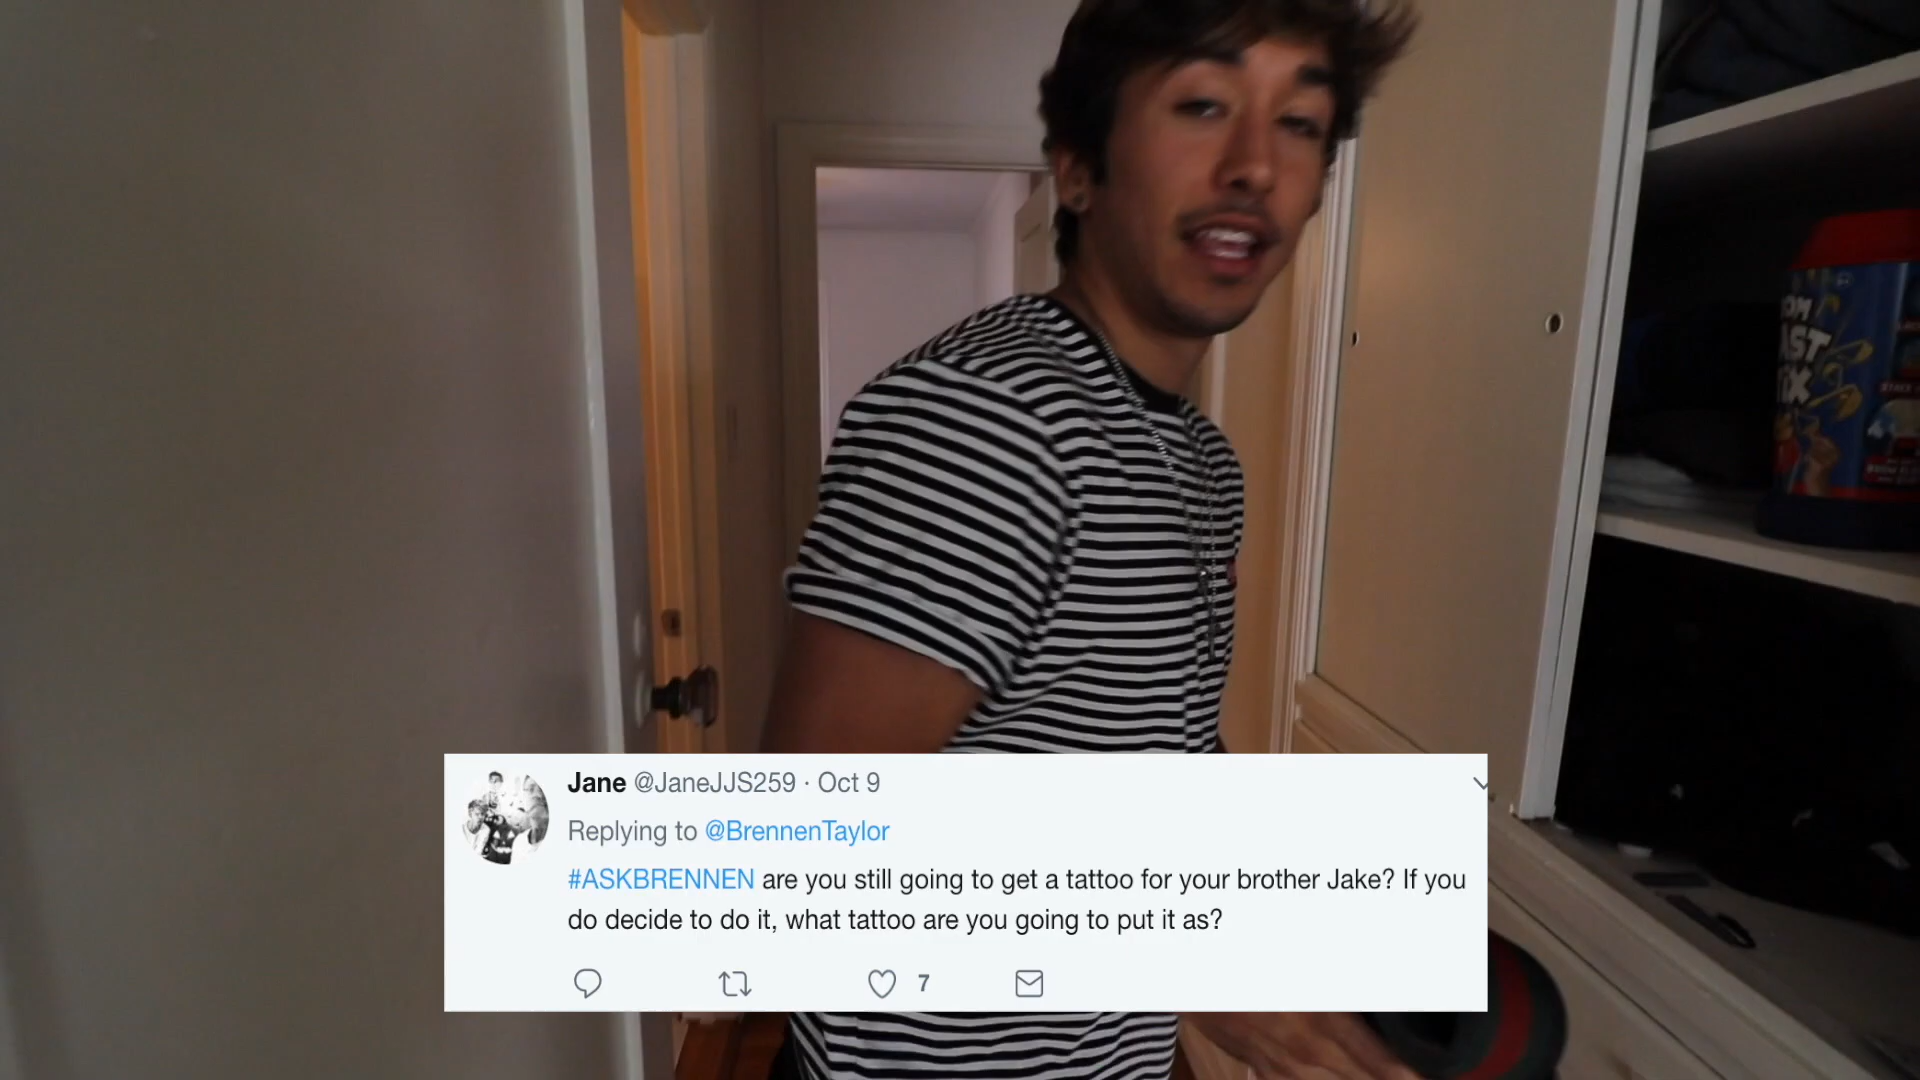 Jane @JaneJJS259 · Oct 9
Replying to @BrennenTaylor
#ASKBRENNEN are you still going to get a tattoo for your brother Jake? If you
do decide to do it, what tattoo are you going to put it as?
7